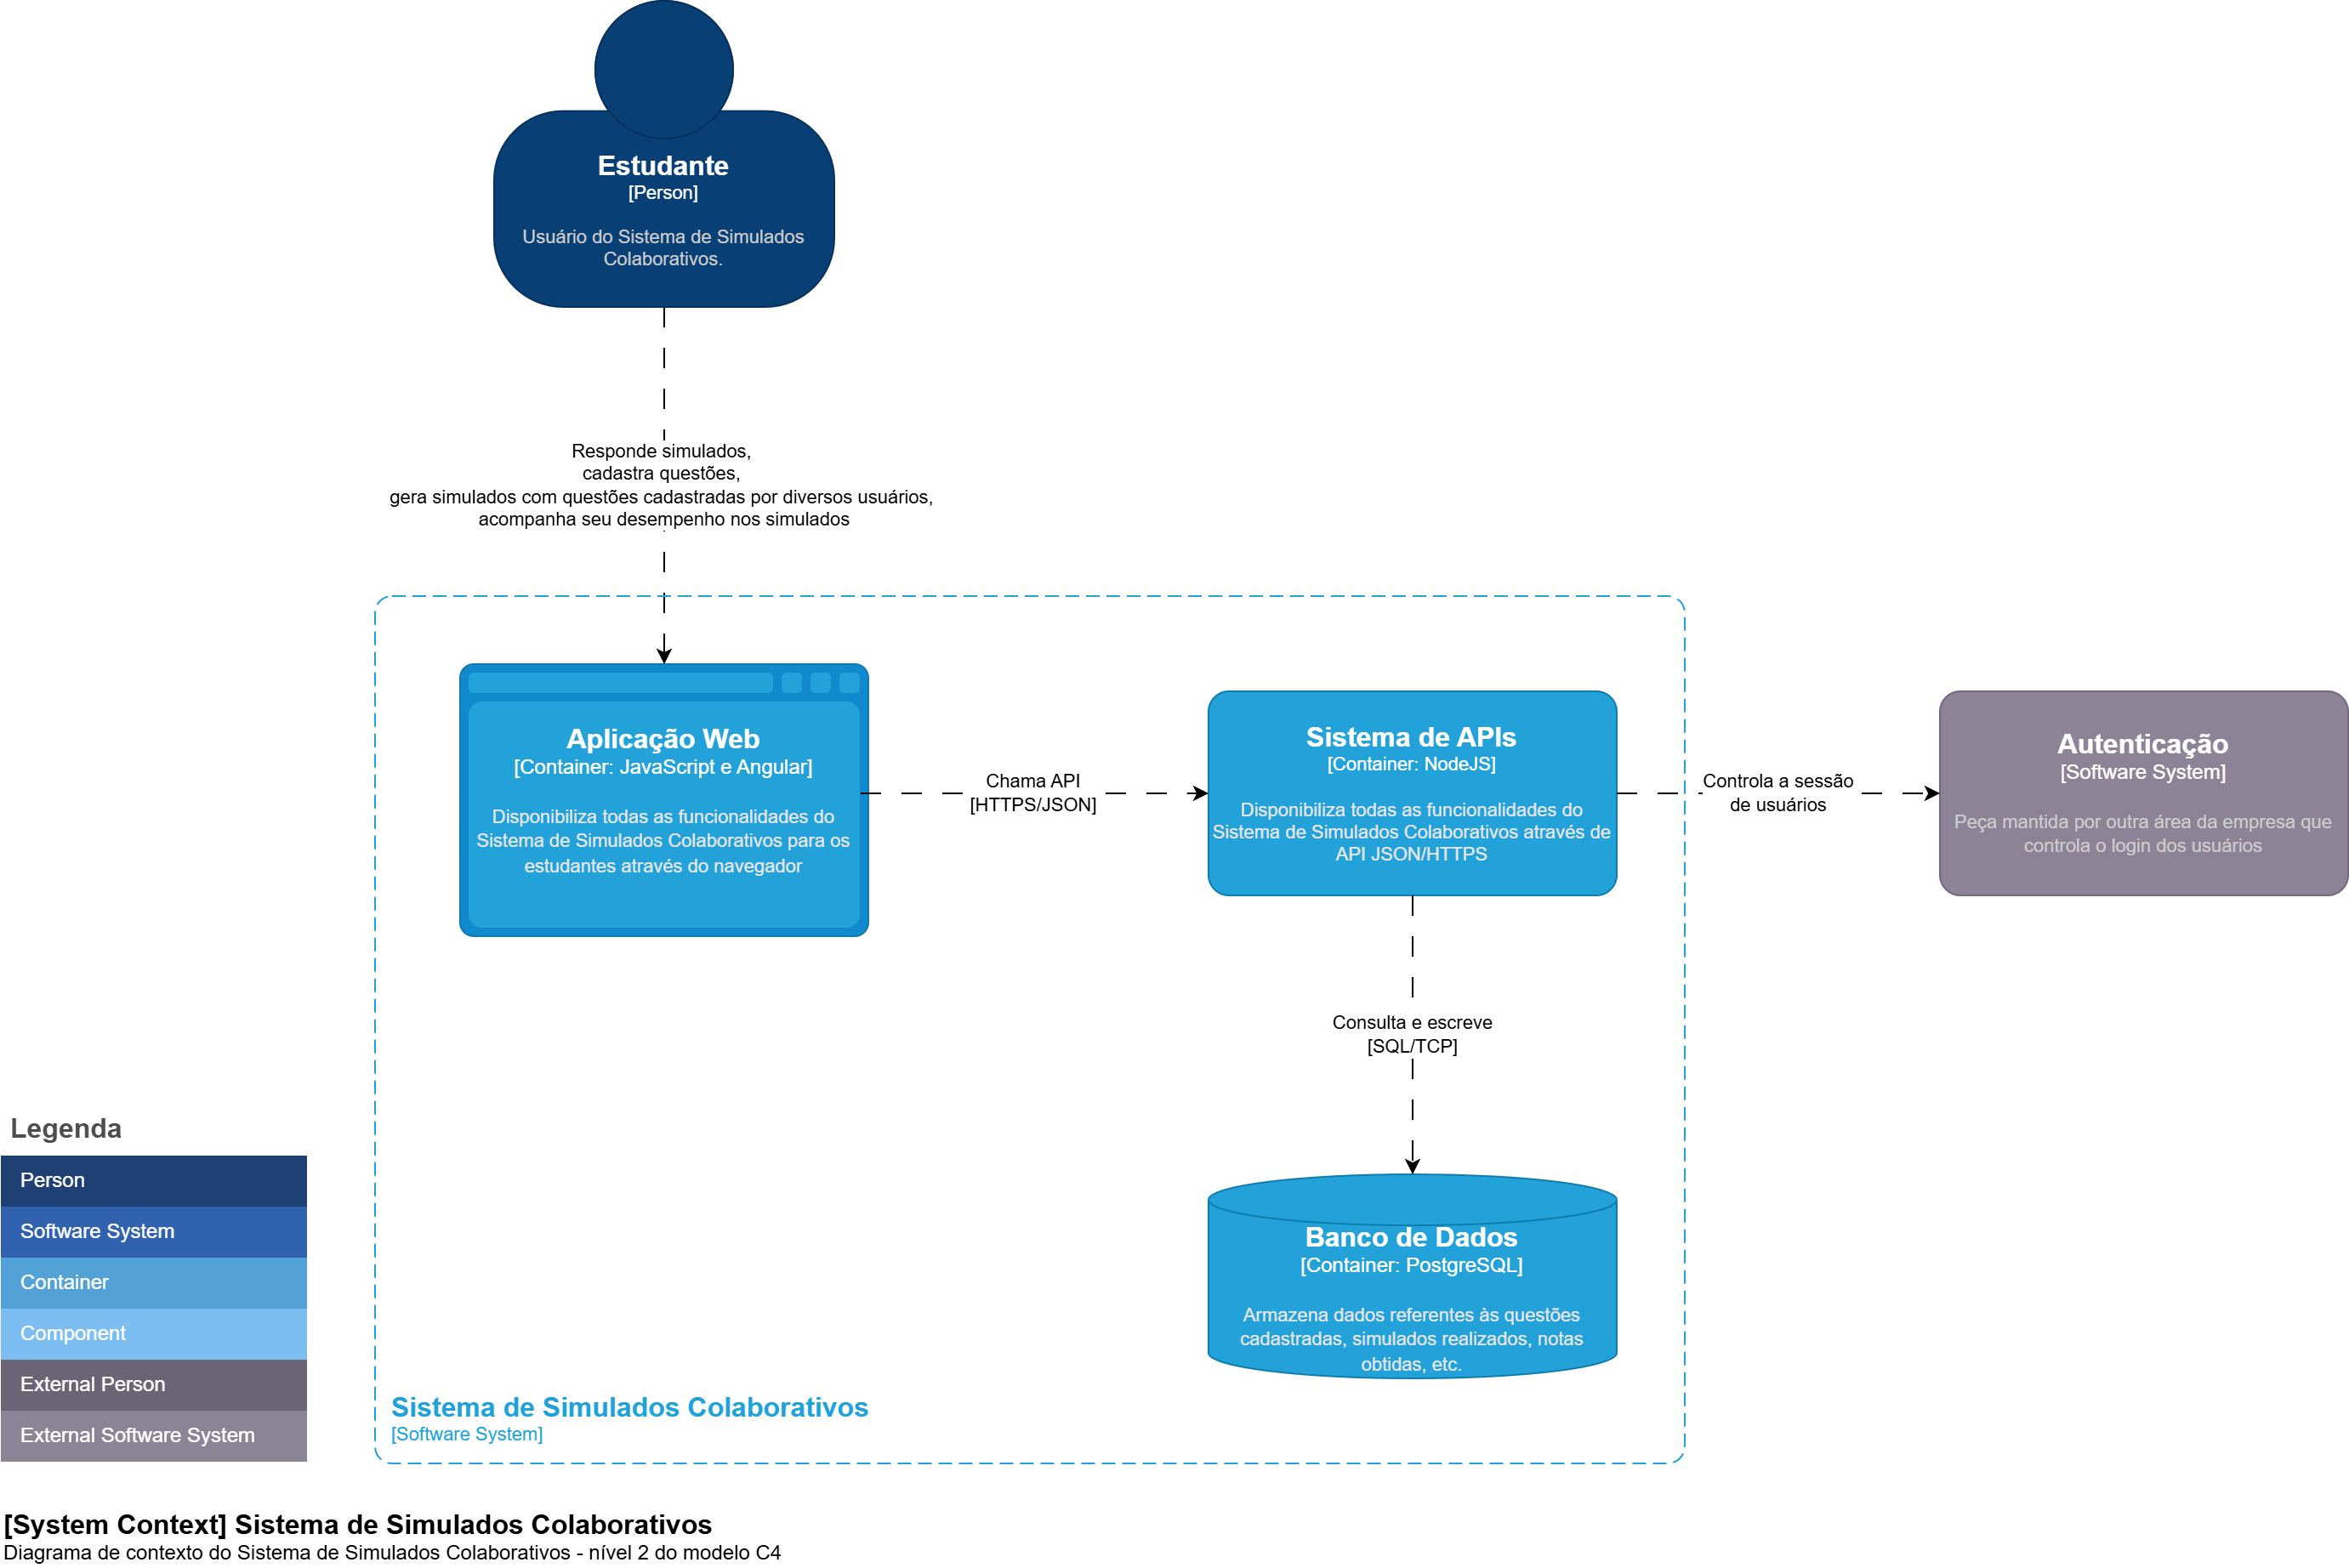 Estudante
[Person]
Usuário do Sistema de Simulados
Colaborativos.
Responde simulados,
cadastra questões,
gera simulados com questões cadastradas por diversos usuários,
acompanha seu desempenho nos simulados
Aplicação Web
[Container: JavaScript e Angular]
Disponibiliza todas as funcionalidades do
Sistema de Simulados Colaborativos para os
estudantes através do navegador
Chama API
[HTTPS/JSON]
Sistema de APIs
[Container: NodeJS]
Disponibiliza todas as funcionalidades do
Sistema de Simulados Colaborativos através de
API JSON/HTTPS
Controla a sessão
de usuários
Autenticação
[Software System]
Peça mantida por outra área da empresa que
controla o login dos usuários
Consulta e escreve
[SQL/TCP]
Banco de Dados
[Container: PostgreSQL]
Armazena dados referentes às questões
cadastradas, simulados realizados, notas
obtidas, etc.
Sistema de Simulados Colaborativos
[Software System]
Legenda
Person
Software System
Container
Component
External Person
External Software System
[System Context] Sistema de Simulados Colaborativos
Diagrama de contexto do Sistema de Simulados Colaborativos - nível 2 do modelo C4